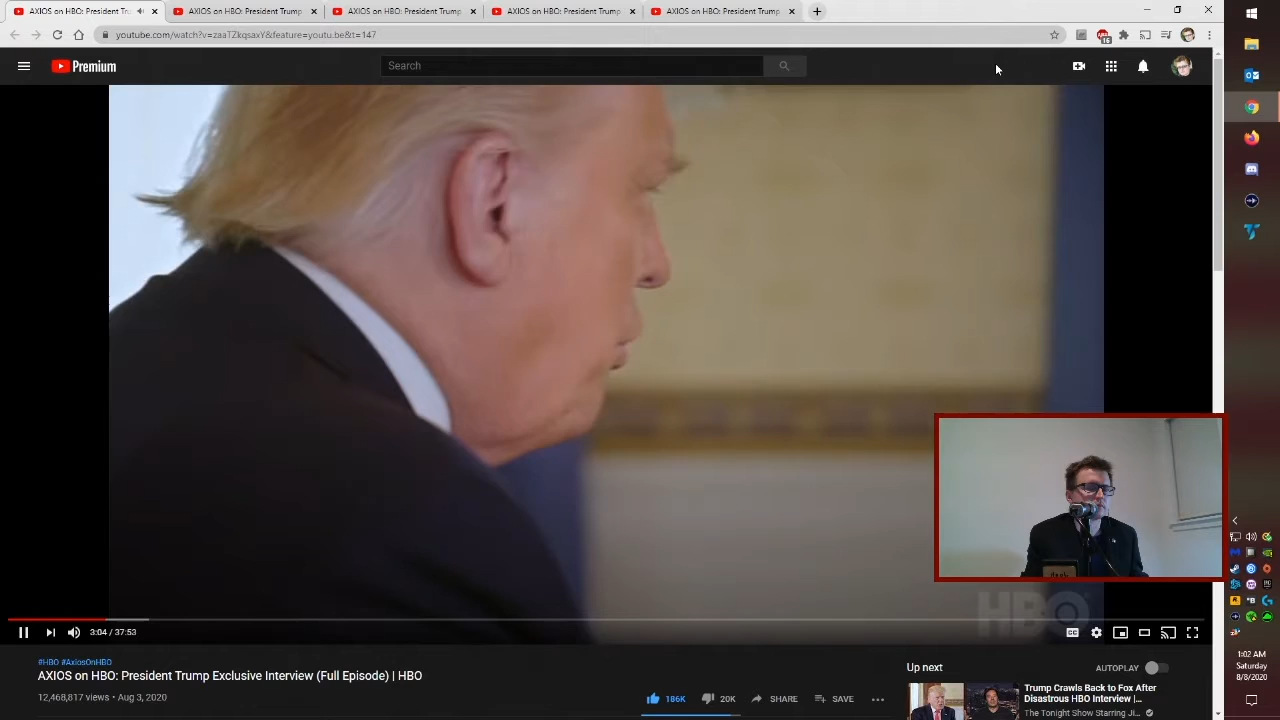 AXIOS on HBO: President Tru
AXIOS on HBO: President Trump
AXIOS on HBO: President Trump
AXIOS on HBO: President Trump
AXIOS on HBO: President Trump
youtube.com/watch?v=zaaTZkqsaxY&feature=youtu.be&t=147
Premium
Search
HBO
3:04 / 37:53
CC
#HBO #AxiosOnHBO
AXIOS on HBO: President Trump Exclusive Interview (Full Episode) | HBO
12,468,817 views • Aug 3, 2020
186K
20K
SHARE
SAVE
Up next
AUTOPLAY
Trump Crawls Back to Fox After
Disastrous HBO Interview |...
The Tonight Show Starring Ji...
1:02 AM
Saturday
8/8/2020